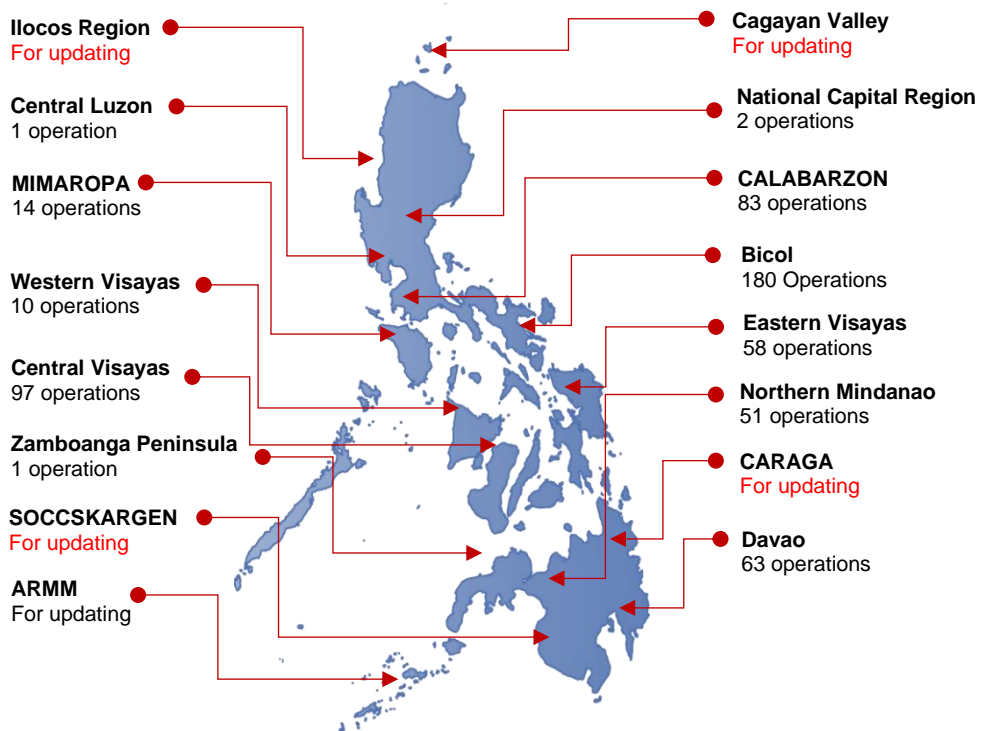 Ilocos Region
For updating
Central Luzon
1 operation
MIMAROPA
14 operations
Western Visayas
10 operations
Central Visayas
97 operations
Zamboanga Peninsula
1 operation
SOCCSKARGEN
For updating
ARMM
For updating
Cagayan Valley
For updating
National Capital Region
2 operations
CALABARZON
83 operations
Bicol
180 Operations
Eastern Visayas
58 operations
Northern Mindanao
51 operations
CARAGA
For updating
Davao
63 operations